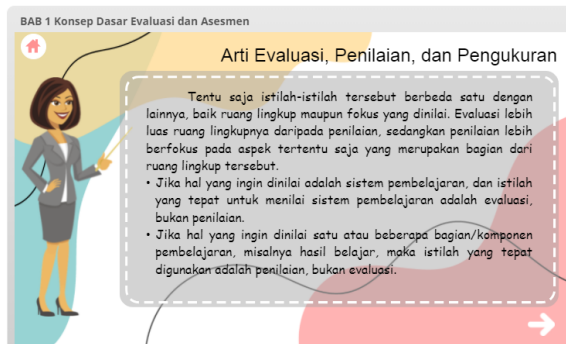 BAB 1 Konsep Dasar Evaluasi dan Asesmen
Arti Evaluasi, Penilaian, dan Pengukuran
Tentu saja istilah-istilah tersebut berbeda satu dengan
lainnya, baik ruang lingkup maupun fokus yang dinilai. Evaluasi lebih
luas ruang lingkupnya daripada penilaian, sedangkan penilaian lebih
berfokus pada aspek tertentu saja yang merupakan bagian dari
ruang lingkup tersebut.
• Jika hal yang ingin dinilai adalah sistem pembelajaran, dan istilah
yang tepat untuk menilai sistem pembelajaran adalah evaluasi,
bukan penilaian.
• Jika hal yang ingin dinilai satu atau beberapa bagian/komponen
pembelajaran, misalnya hasil belajar, maka istilah yang tepat
digunakan adalah penilaian, bukan evaluasi.